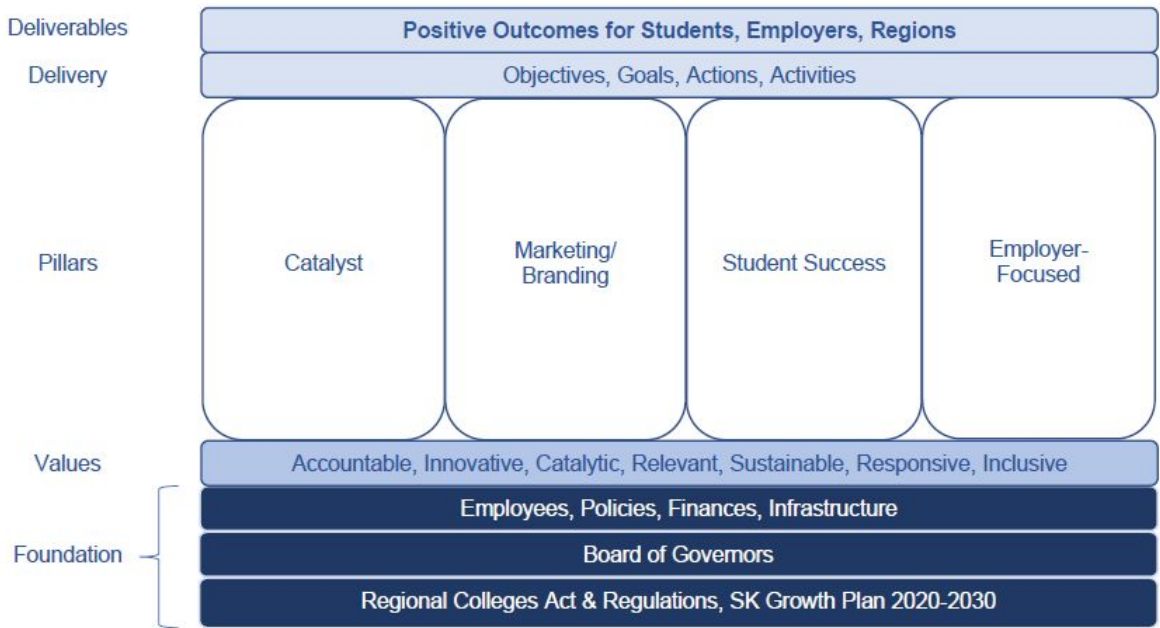 Deliverables
Positive Outcomes for Students, Employers, Regions
Delivery
Objectives, Goals, Actions, Activities
Pillars
Catalyst
Marketing/
Branding
Student Success
Employer-
Focused
Values
Accountable, Innovative, Catalytic, Relevant, Sustainable, Responsive, Inclusive
Foundation
Employees, Policies, Finances, Infrastructure
Board of Governors
Regional Colleges Act & Regulations, SK Growth Plan 2020-2030